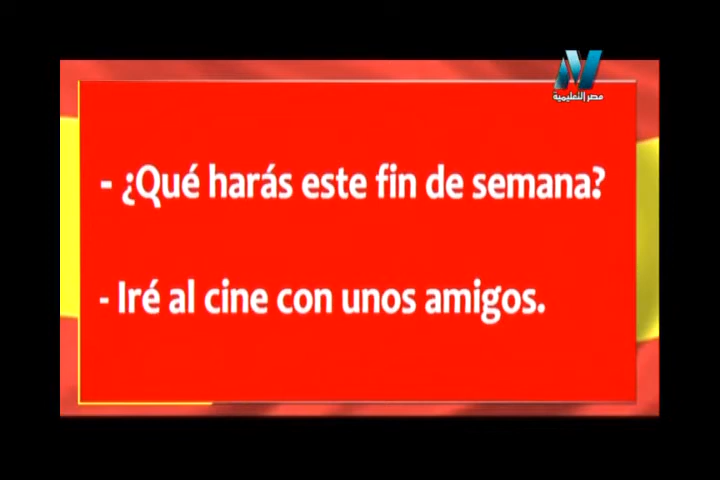 مصر التعليمية
- ¿Qué harás este fin de semana?
- Iré al cine con unos amigos.